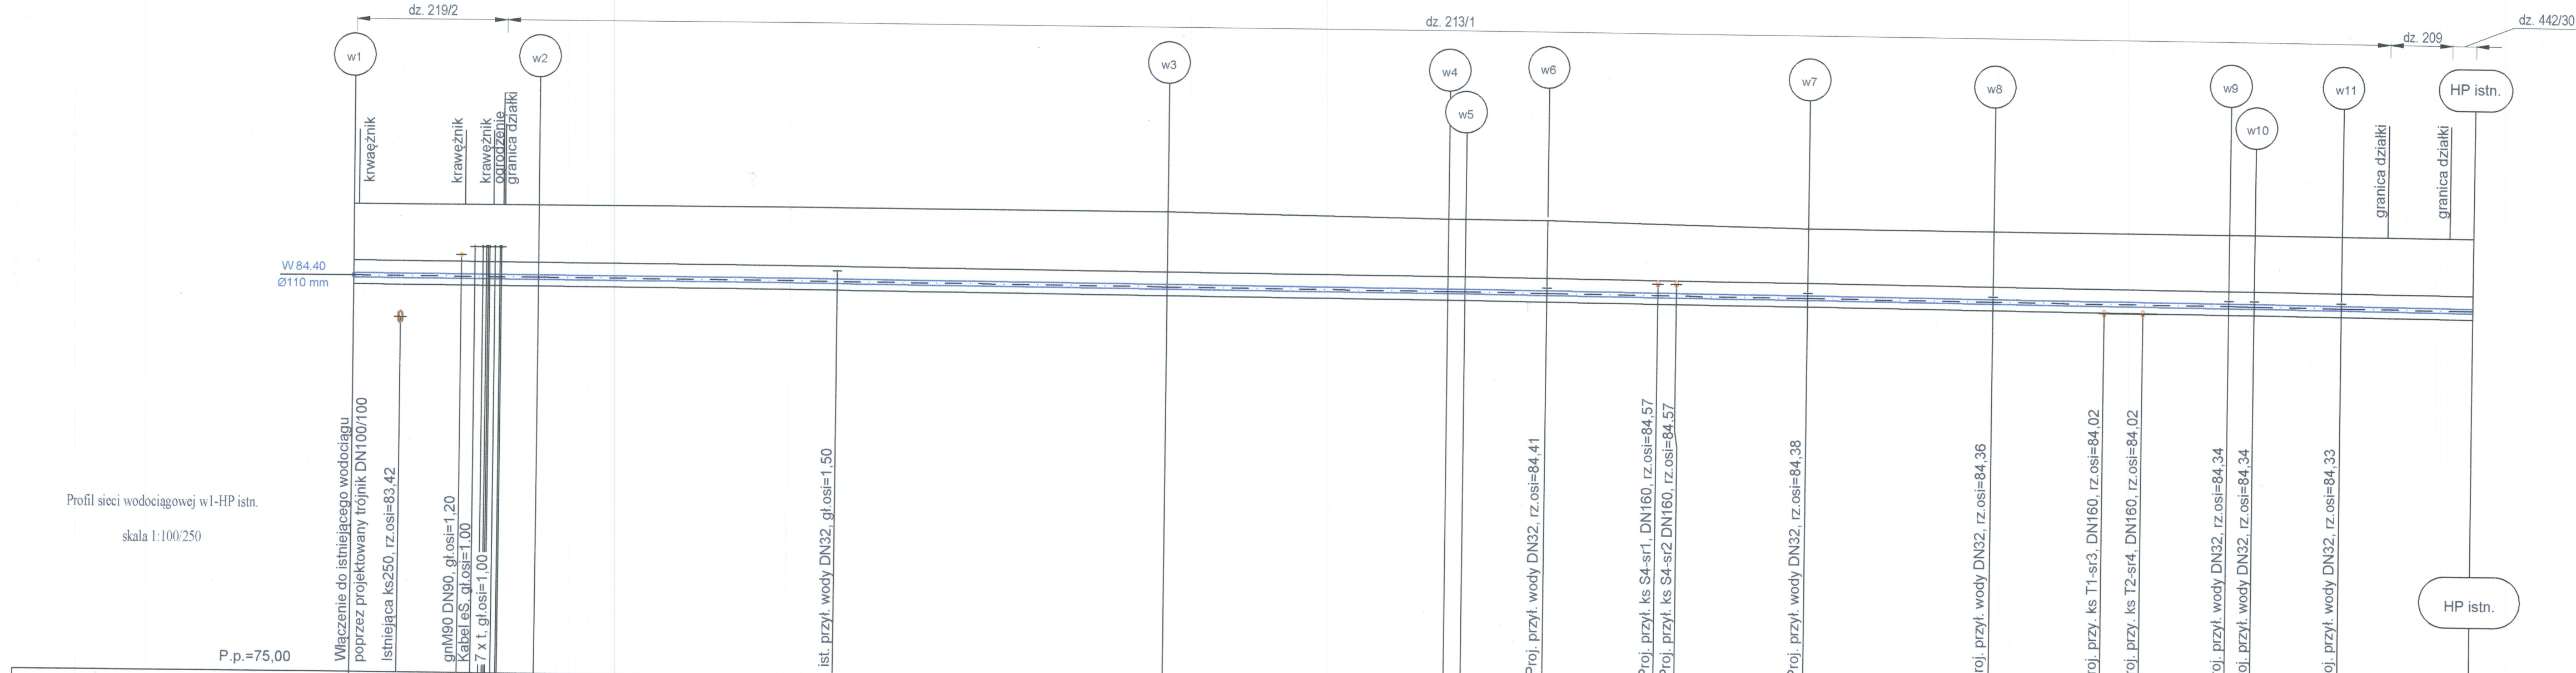 dz. 219/2
dz. 213/1
dz. 209
dz. 442/30
w1
w2
w3
w4
w5
w6
w7
w8
w9
w10
w11
HP istn.
krwaężnik
krawężnik
krawężnik
ogrodzenie
granica działki
granica działki
granica działki
W 84.40
Ø110 mm
Profil sieci wodociągowej w1-HP istn.
skala 1:100/250
P.p.=75,00
Włączenie do istniejącego wodociągu
poprzez projektowany trójnik DN100/100
Istniejąca ks250, rz.osi=83,42
gnM90 DN90, gł.osi=1,20
Kabel eS, gł.osi=1,00
7 x t, gł.osi=1,00
ist. przył. wody DN32, gł.osi=1,50
Proj. przył. wody DN32, rz.osi=84,41
Proj. przył. ks S4-sr1, DN160, rz.osi=84,57
Proj. przył. ks S4-sr2 DN160, rz.osi=84,57
Proj. przył. wody DN32, rz.osi=84,38
roj. przył. wody DN32, rz.osi=84,36
roj. przy. ks T1-sr3, DN160, rz.osi=84,02
roj. przy. ks T2-sr4, DN160, rz.osi=84,02
oj. przył. wody DN32, rz.osi=84,34
oj. przył. wody DN32, rz.osi=84,34
oj. przył. wody DN32, rz.osi=84,33
HP istn.